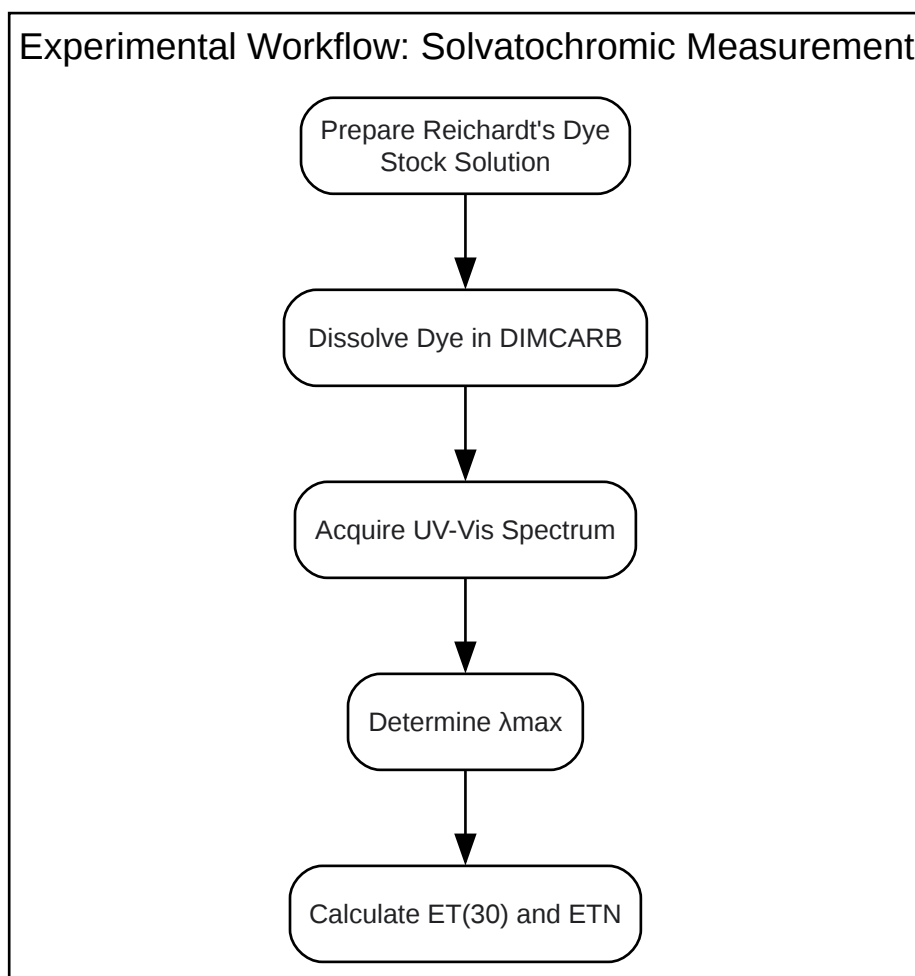 Experimental Workflow: Solvatochromic Measurement
Prepare Reichardt's Dye
Stock Solution
Dissolve Dye in DIMCARB
Acquire UV-Vis Spectrum
Determine λmax
Calculate ET(30) and ETN